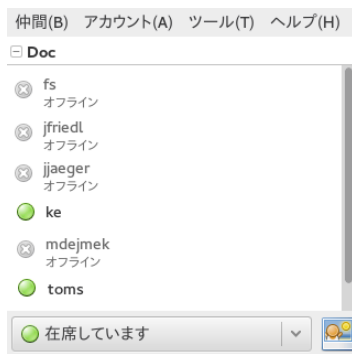 仲間(B) アカウント(A) ツール(T) ヘルプ(H)
Doc
fs
オフライン
jfriedl
オフライン
jjaeger
オフライン
ke
mdejmek
オフライン
toms
在席しています